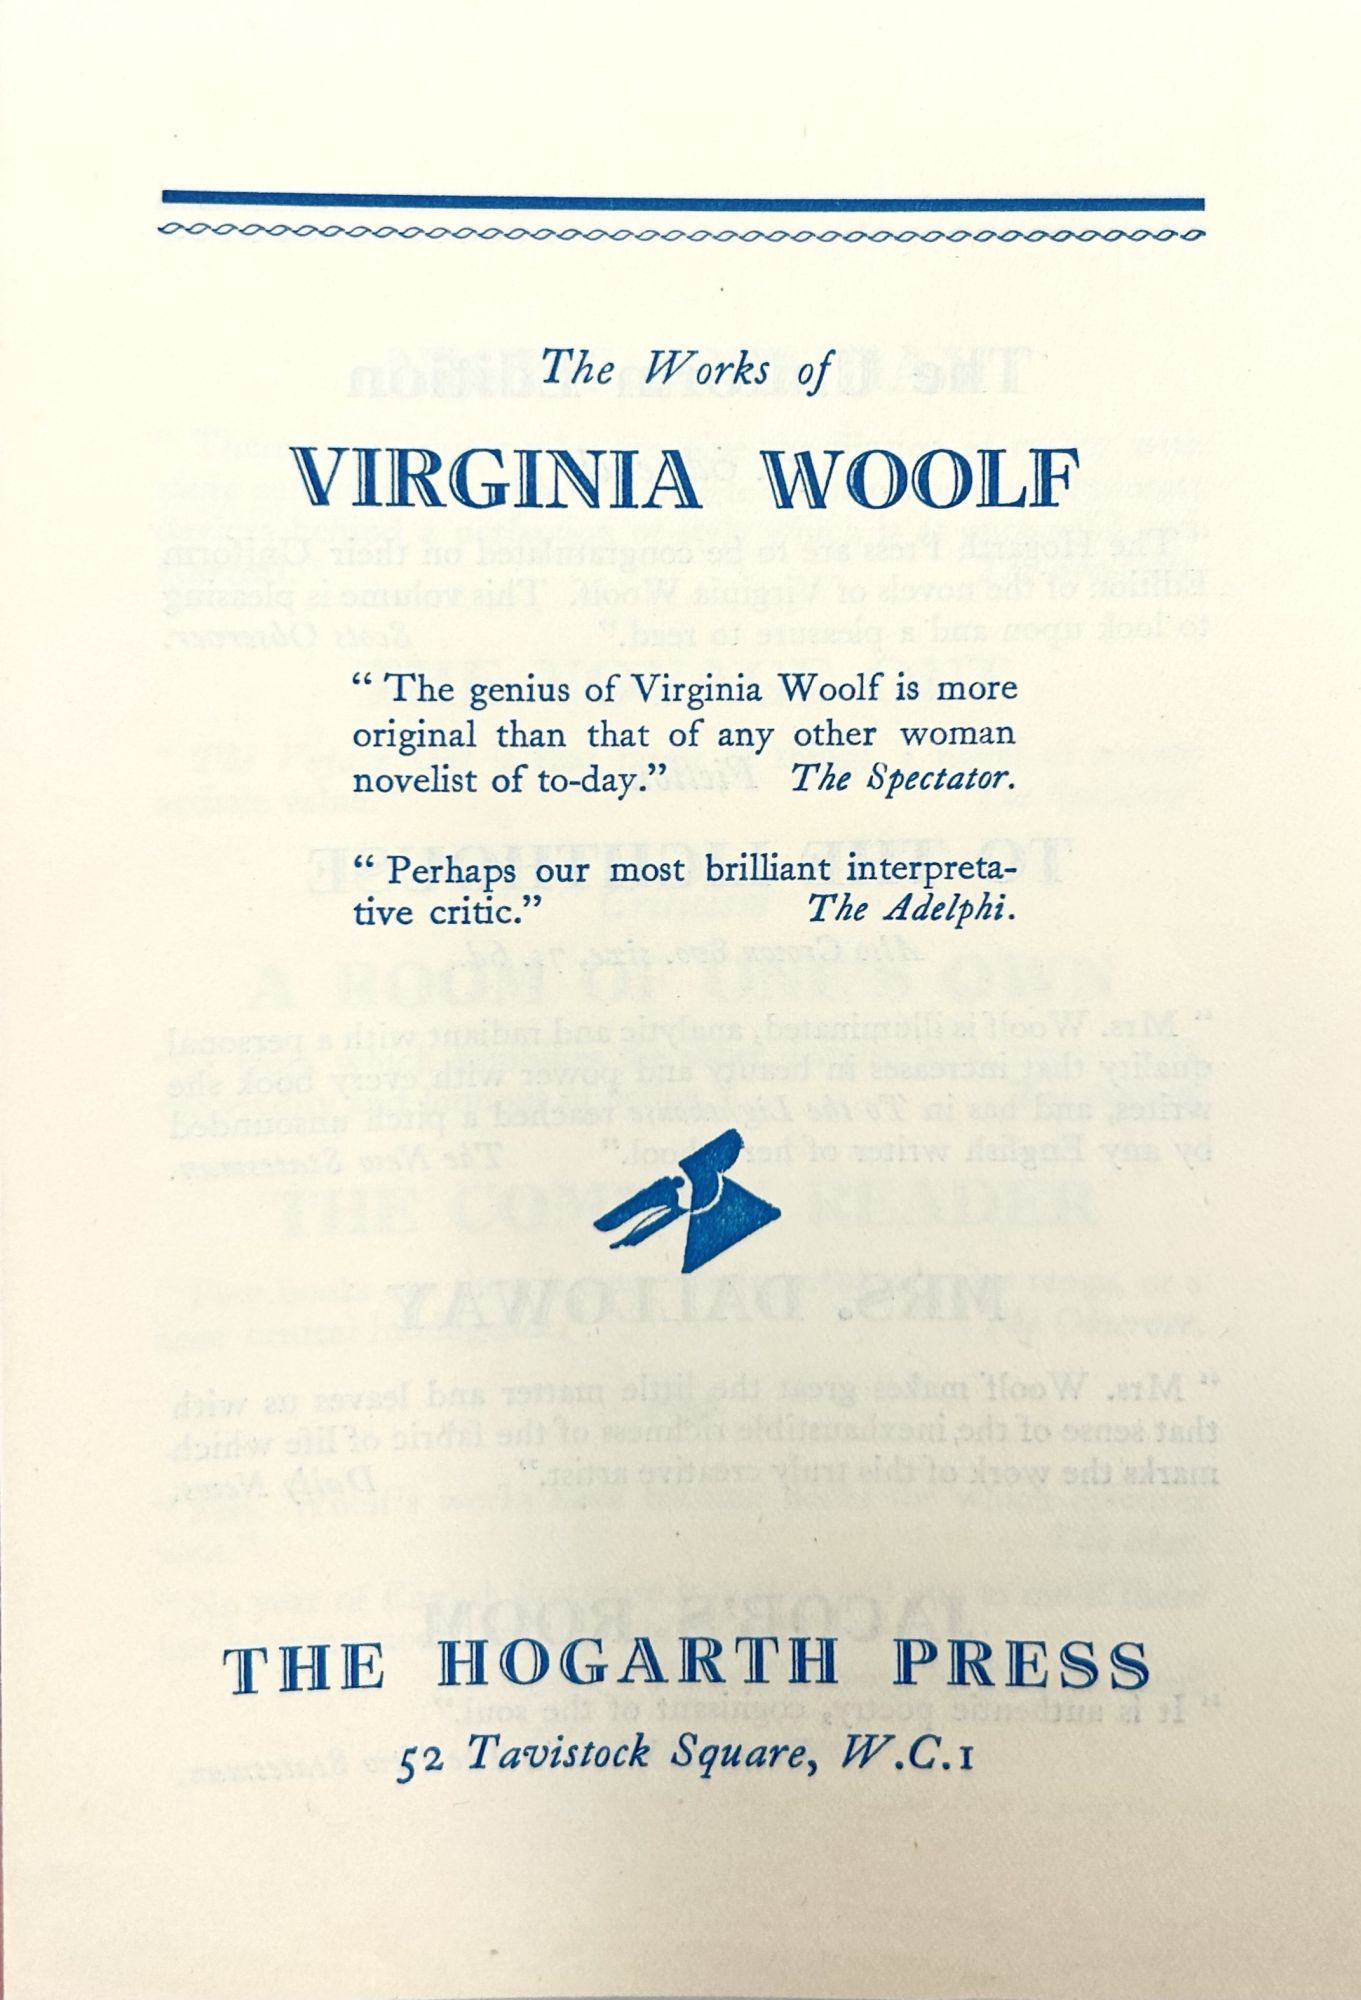 The Works of
VIRGINIA WOOLF
“ The genius of Virginia Woolf is more
original than that of any other woman
novelist of to-day.” The Spectator.
“ Perhaps our most brilliant interpreta-
tive critic.” The Adelphi.
THE HOGARTH PRESS
52 Tavistock Square, W.C.1